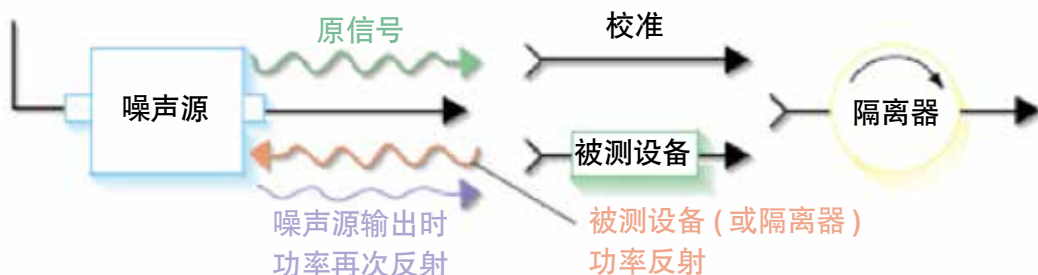 原信号
校准
噪声源
隔离器
被测设备
噪声源输出时
功率再次反射
被测设备 ( 或隔离器 )
功率反射